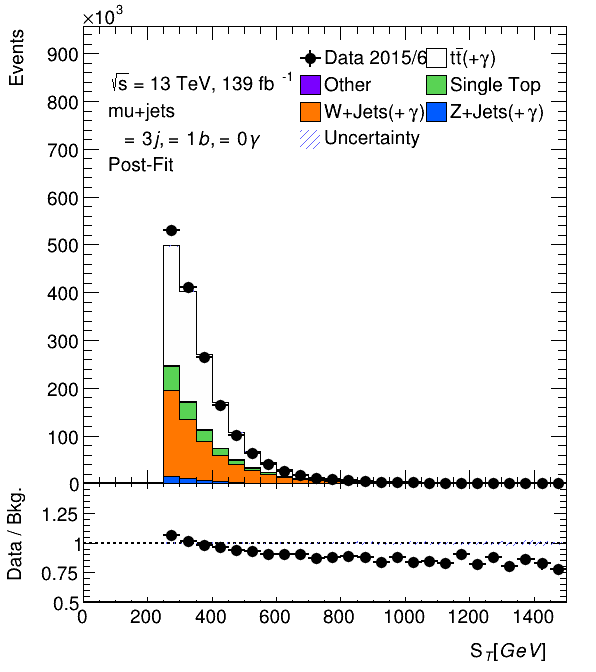 ×10³
Events
900
800
700
600
500
400
300
200
100
0
√s = 13 TeV, 139 fb⁻¹
mu+jets
= 3j, = 1b, = 0γ
Post-Fit
Data 2015/6 tt̄(+γ)
Other Single Top
W+Jets(+γ) Z+Jets(+γ)
Uncertainty
Data / Bkg.
1.25
1
0.75
0.5
0 200 400 600 800 1000 1200 1400
S_T[GeV]